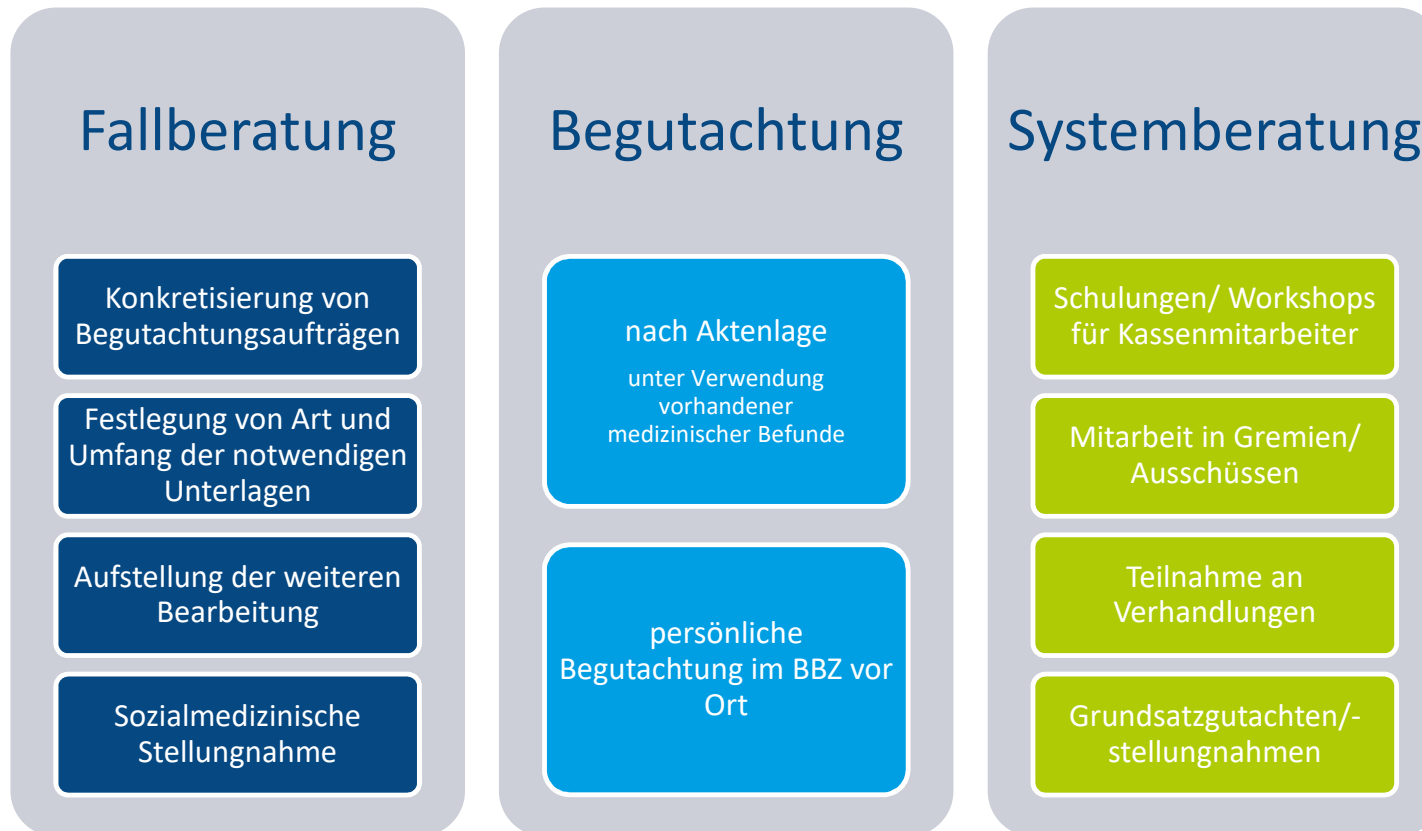 Fallberatung
Konkretisierung von
Begutachtungsaufträgen
Festlegung von Art und
Umfang der notwendigen
Unterlagen
Aufstellung der weiteren
Bearbeitung
Sozialmedizinische
Stellungnahme
Begutachtung
nach Aktenlage
unter Verwendung
vorhandener
medizinischer Befunde
persönliche
Begutachtung im BBZ vor
Ort
Systemberatung
Schulungen/ Workshops
für Kassenmitarbeiter
Mitarbeit in Gremien/
Ausschüssen
Teilnahme an
Verhandlungen
Grundsatzgutachten/-
stellungnahmen